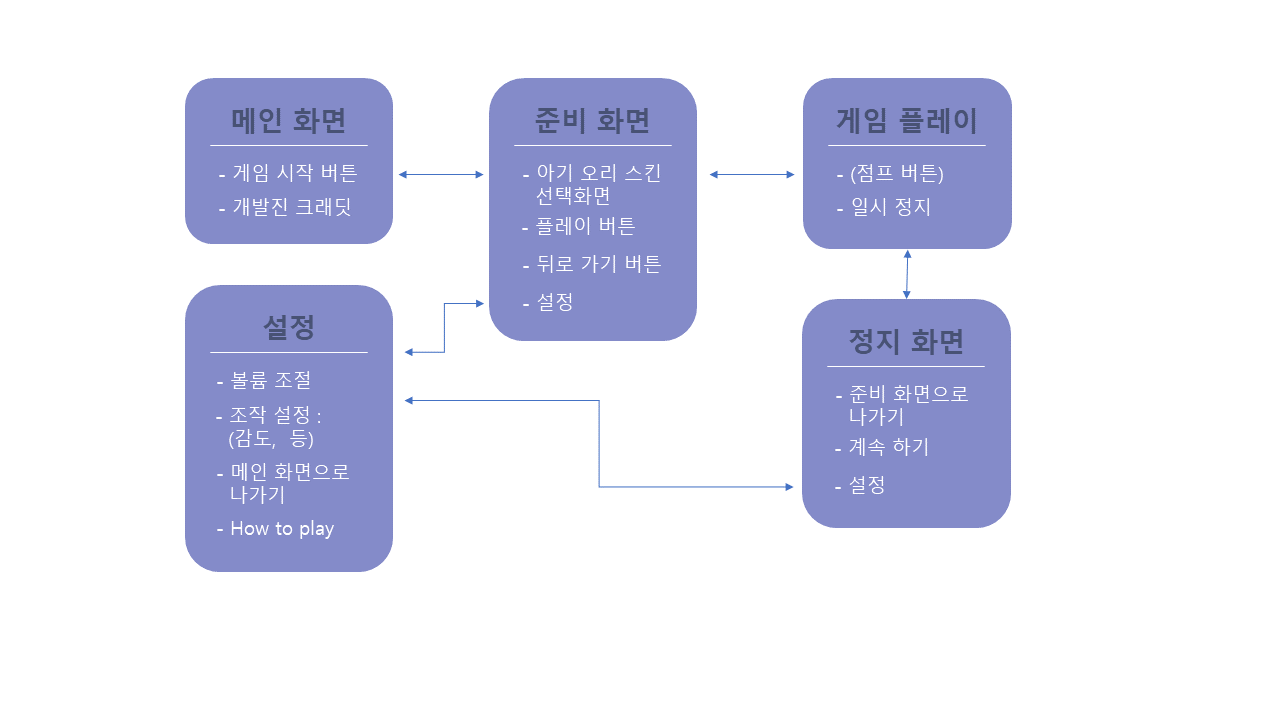 메인 화면
- 게임 시작 버튼
- 개발진 크래딧
준비 화면
- 아기 오리 스킨
선택화면
- 플레이 버튼
- 뒤로 가기 버튼
- 설정
게임 플레이
- (점프 버튼)
- 일시 정지
설정
- 볼륨 조절
- 조작 설정 :
(감도, 등)
- 메인 화면으로
나가기
- How to play
정지 화면
- 준비 화면으로
나가기
- 계속 하기
- 설정